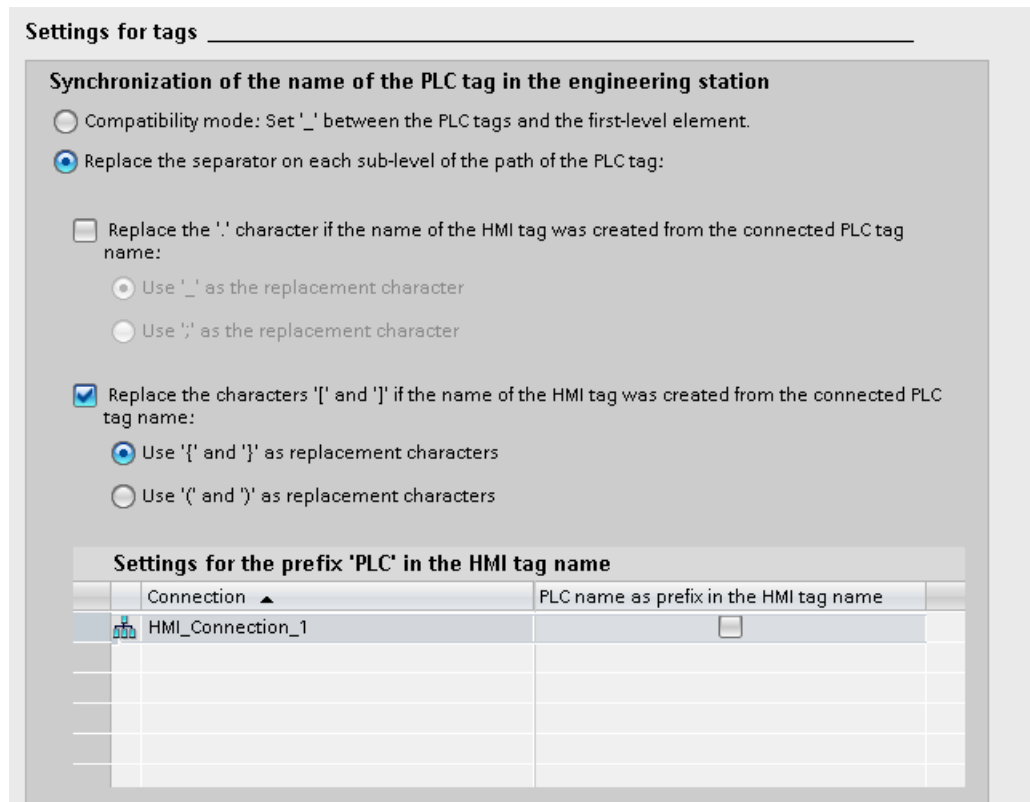 Settings for tags
Synchronization of the name of the PLC tag in the engineering station
Compatibility mode: Set '_' between the PLC tags and the first-level element.
Replace the separator on each sub-level of the path of the PLC tag:
Replace the '.' character if the name of the HMI tag was created from the connected PLC tag
name:
Use '_' as the replacement character
Use ';' as the replacement character
Replace the characters '[' and ']' if the name of the HMI tag was created from the connected PLC
tag name:
Use '{' and '}' as replacement characters
Use '(' and ')' as replacement characters
Settings for the prefix 'PLC' in the HMI tag name
Connection PLC name as prefix in the HMI tag name
HMI_Connection_1